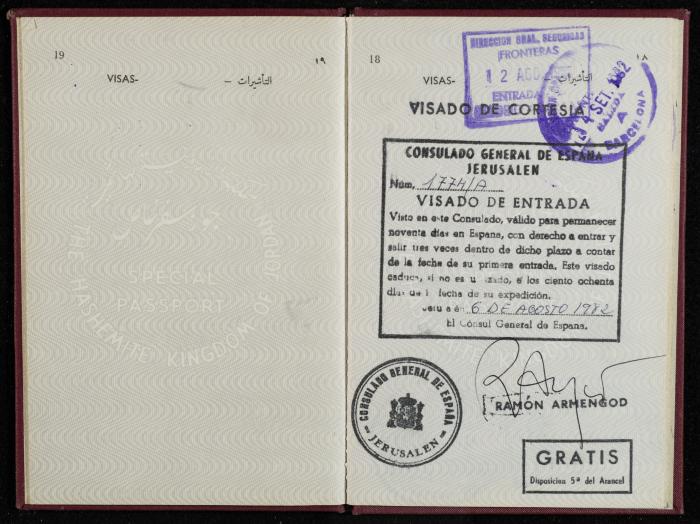 19
١٩
VISAS-
التأشيرات -
SPECIAL
PASSPORT
THE HASHEMITE KINGDOM OF JORDAN
18
١٨
VISAS-
التأشيرات -
DIRECCION GRAL. SEGURIDAD
FRONTERAS
12 AGO
ENTRADA
4 SET. 1982
SALIDA
A
BARCELONA
VISADO DE CORTESIA
CONSULADO GENERAL DE ESPAÑA
JERUSALEN
Núm. 1774/A
VISADO DE ENTRADA
Visto en este Consulado, válido para permanecer
noventa días en España, con derecho a entrar y
salir tres veces dentro de dicho plazo a contar
de la fecha de su primera entrada. Este visado
caduca, si no es u izado, a los ciento ochenta
días de l fecha de su expedición.
6 DE AGOSTO 1982
El Cónsul General de España.
CONSULADO GENERAL DE ESPAÑA
- JERUSALEN -
RAMÓN ARMENGOD
GRATIS
Disposicion 5ª del Arancel